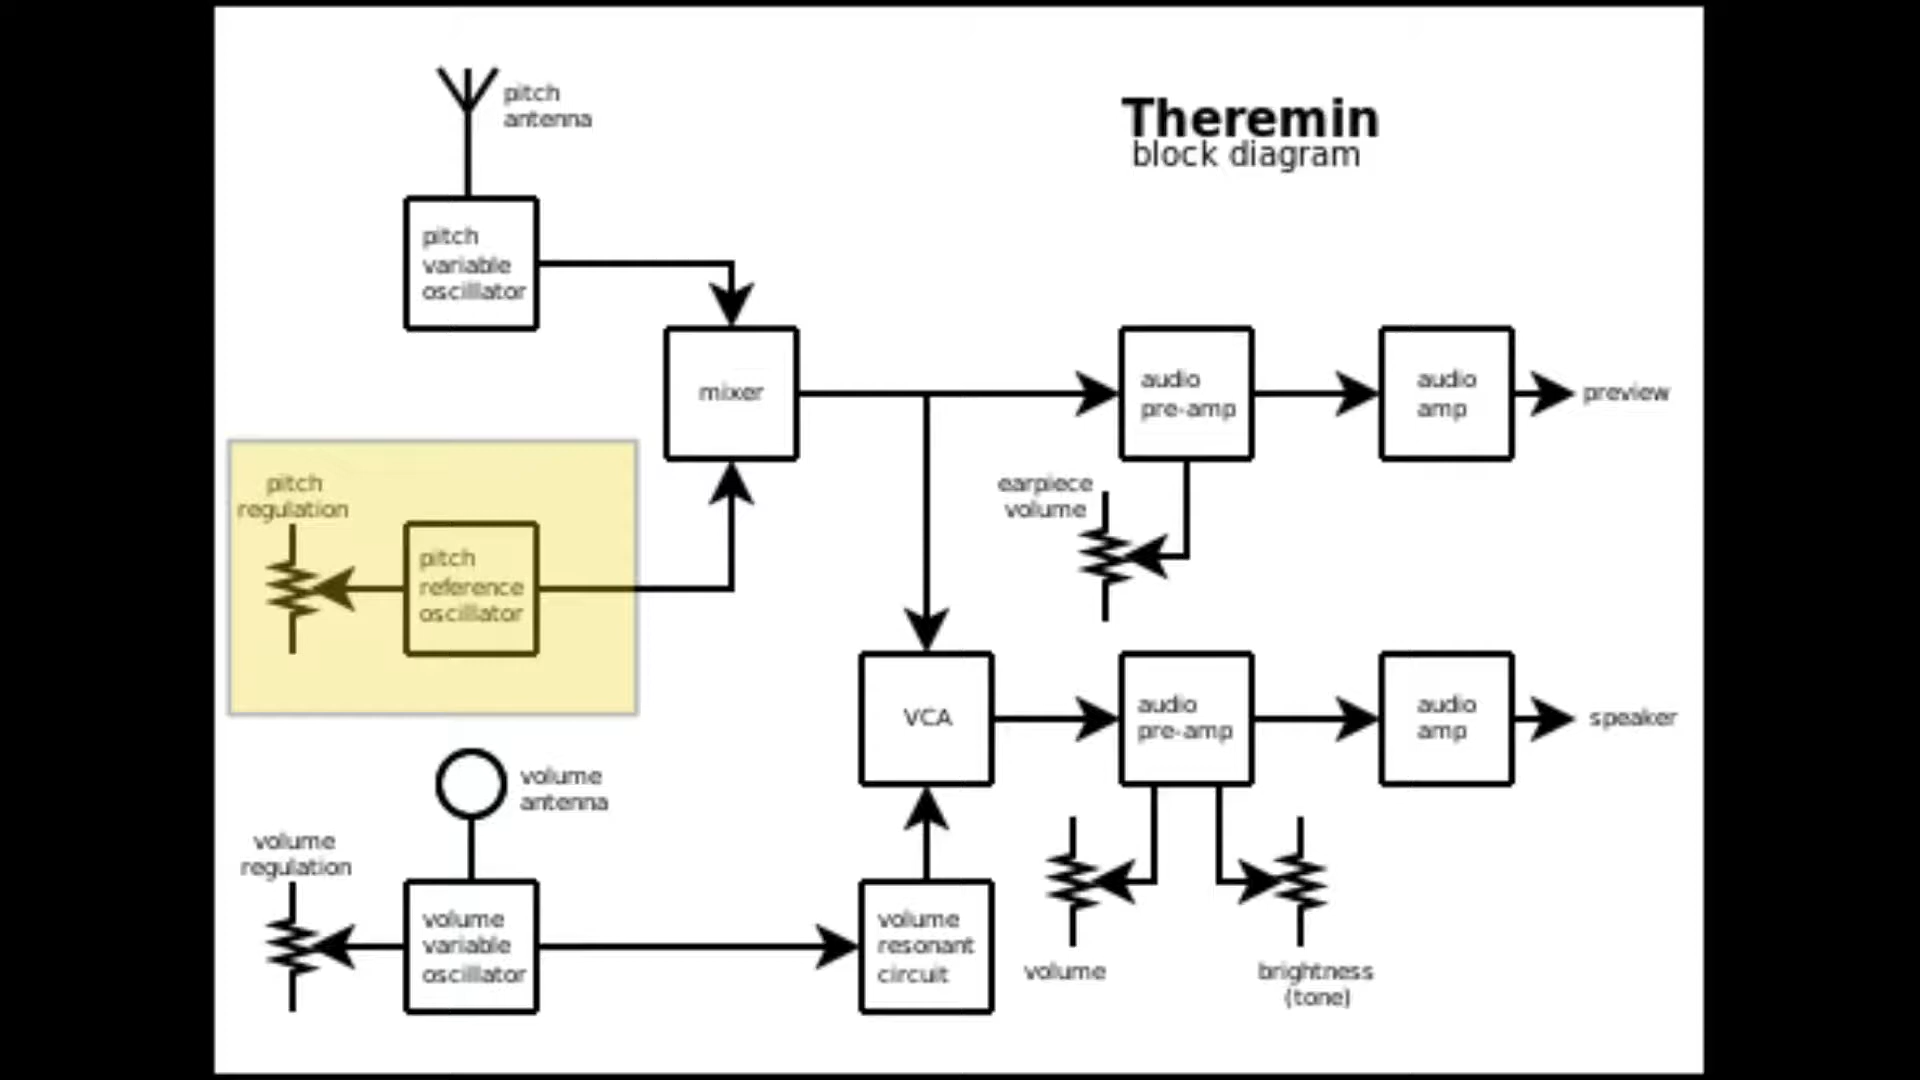 pitch
antenna
Theremin
block diagram
pitch
variable
oscillator
mixer
audio
pre-amp
audio
amp
preview
pitch
regulation
pitch
reference
oscillator
earpiece
volume
VCA
audio
pre-amp
audio
amp
speaker
volume
antenna
volume
regulation
volume
variable
oscillator
volume
resonant
circuit
volume
brightness
(tone)